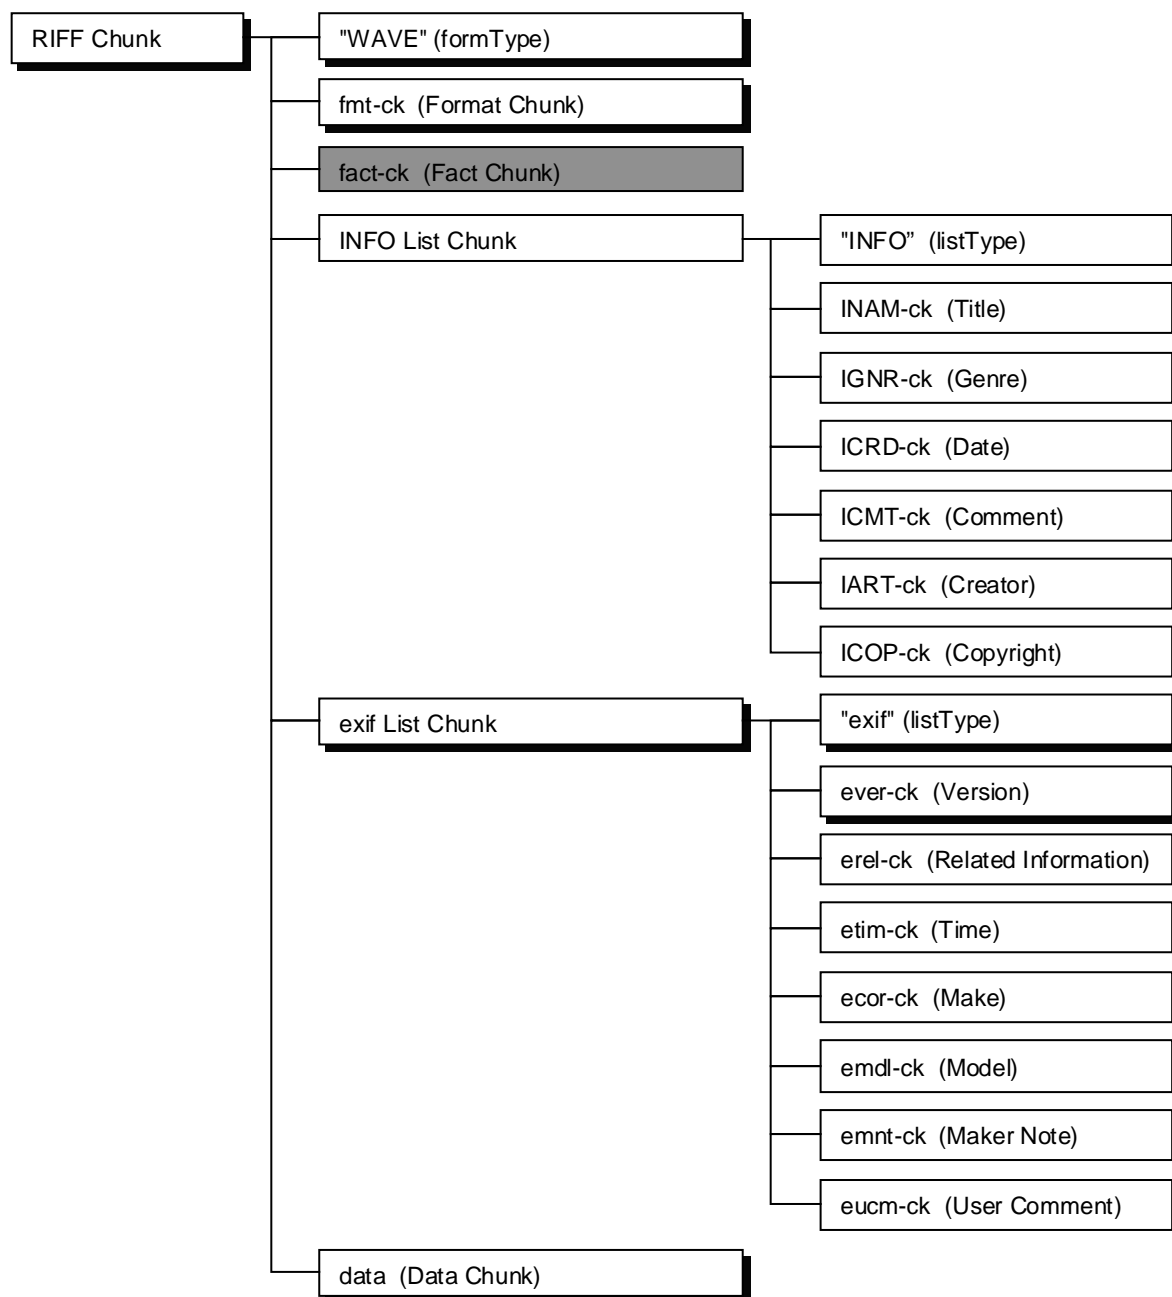 RIFF Chunk
"WAVE" (formType)
fmt-ck (Format Chunk)
fact-ck (Fact Chunk)
INFO List Chunk
"INFO” (listType)
INAM-ck (Title)
IGNR-ck (Genre)
ICRD-ck (Date)
ICMT-ck (Comment)
IART-ck (Creator)
ICOP-ck (Copyright)
exif List Chunk
"exif" (listType)
ever-ck (Version)
erel-ck (Related Information)
etim-ck (Time)
ecor-ck (Make)
emdl-ck (Model)
emnt-ck (Maker Note)
eucm-ck (User Comment)
data (Data Chunk)